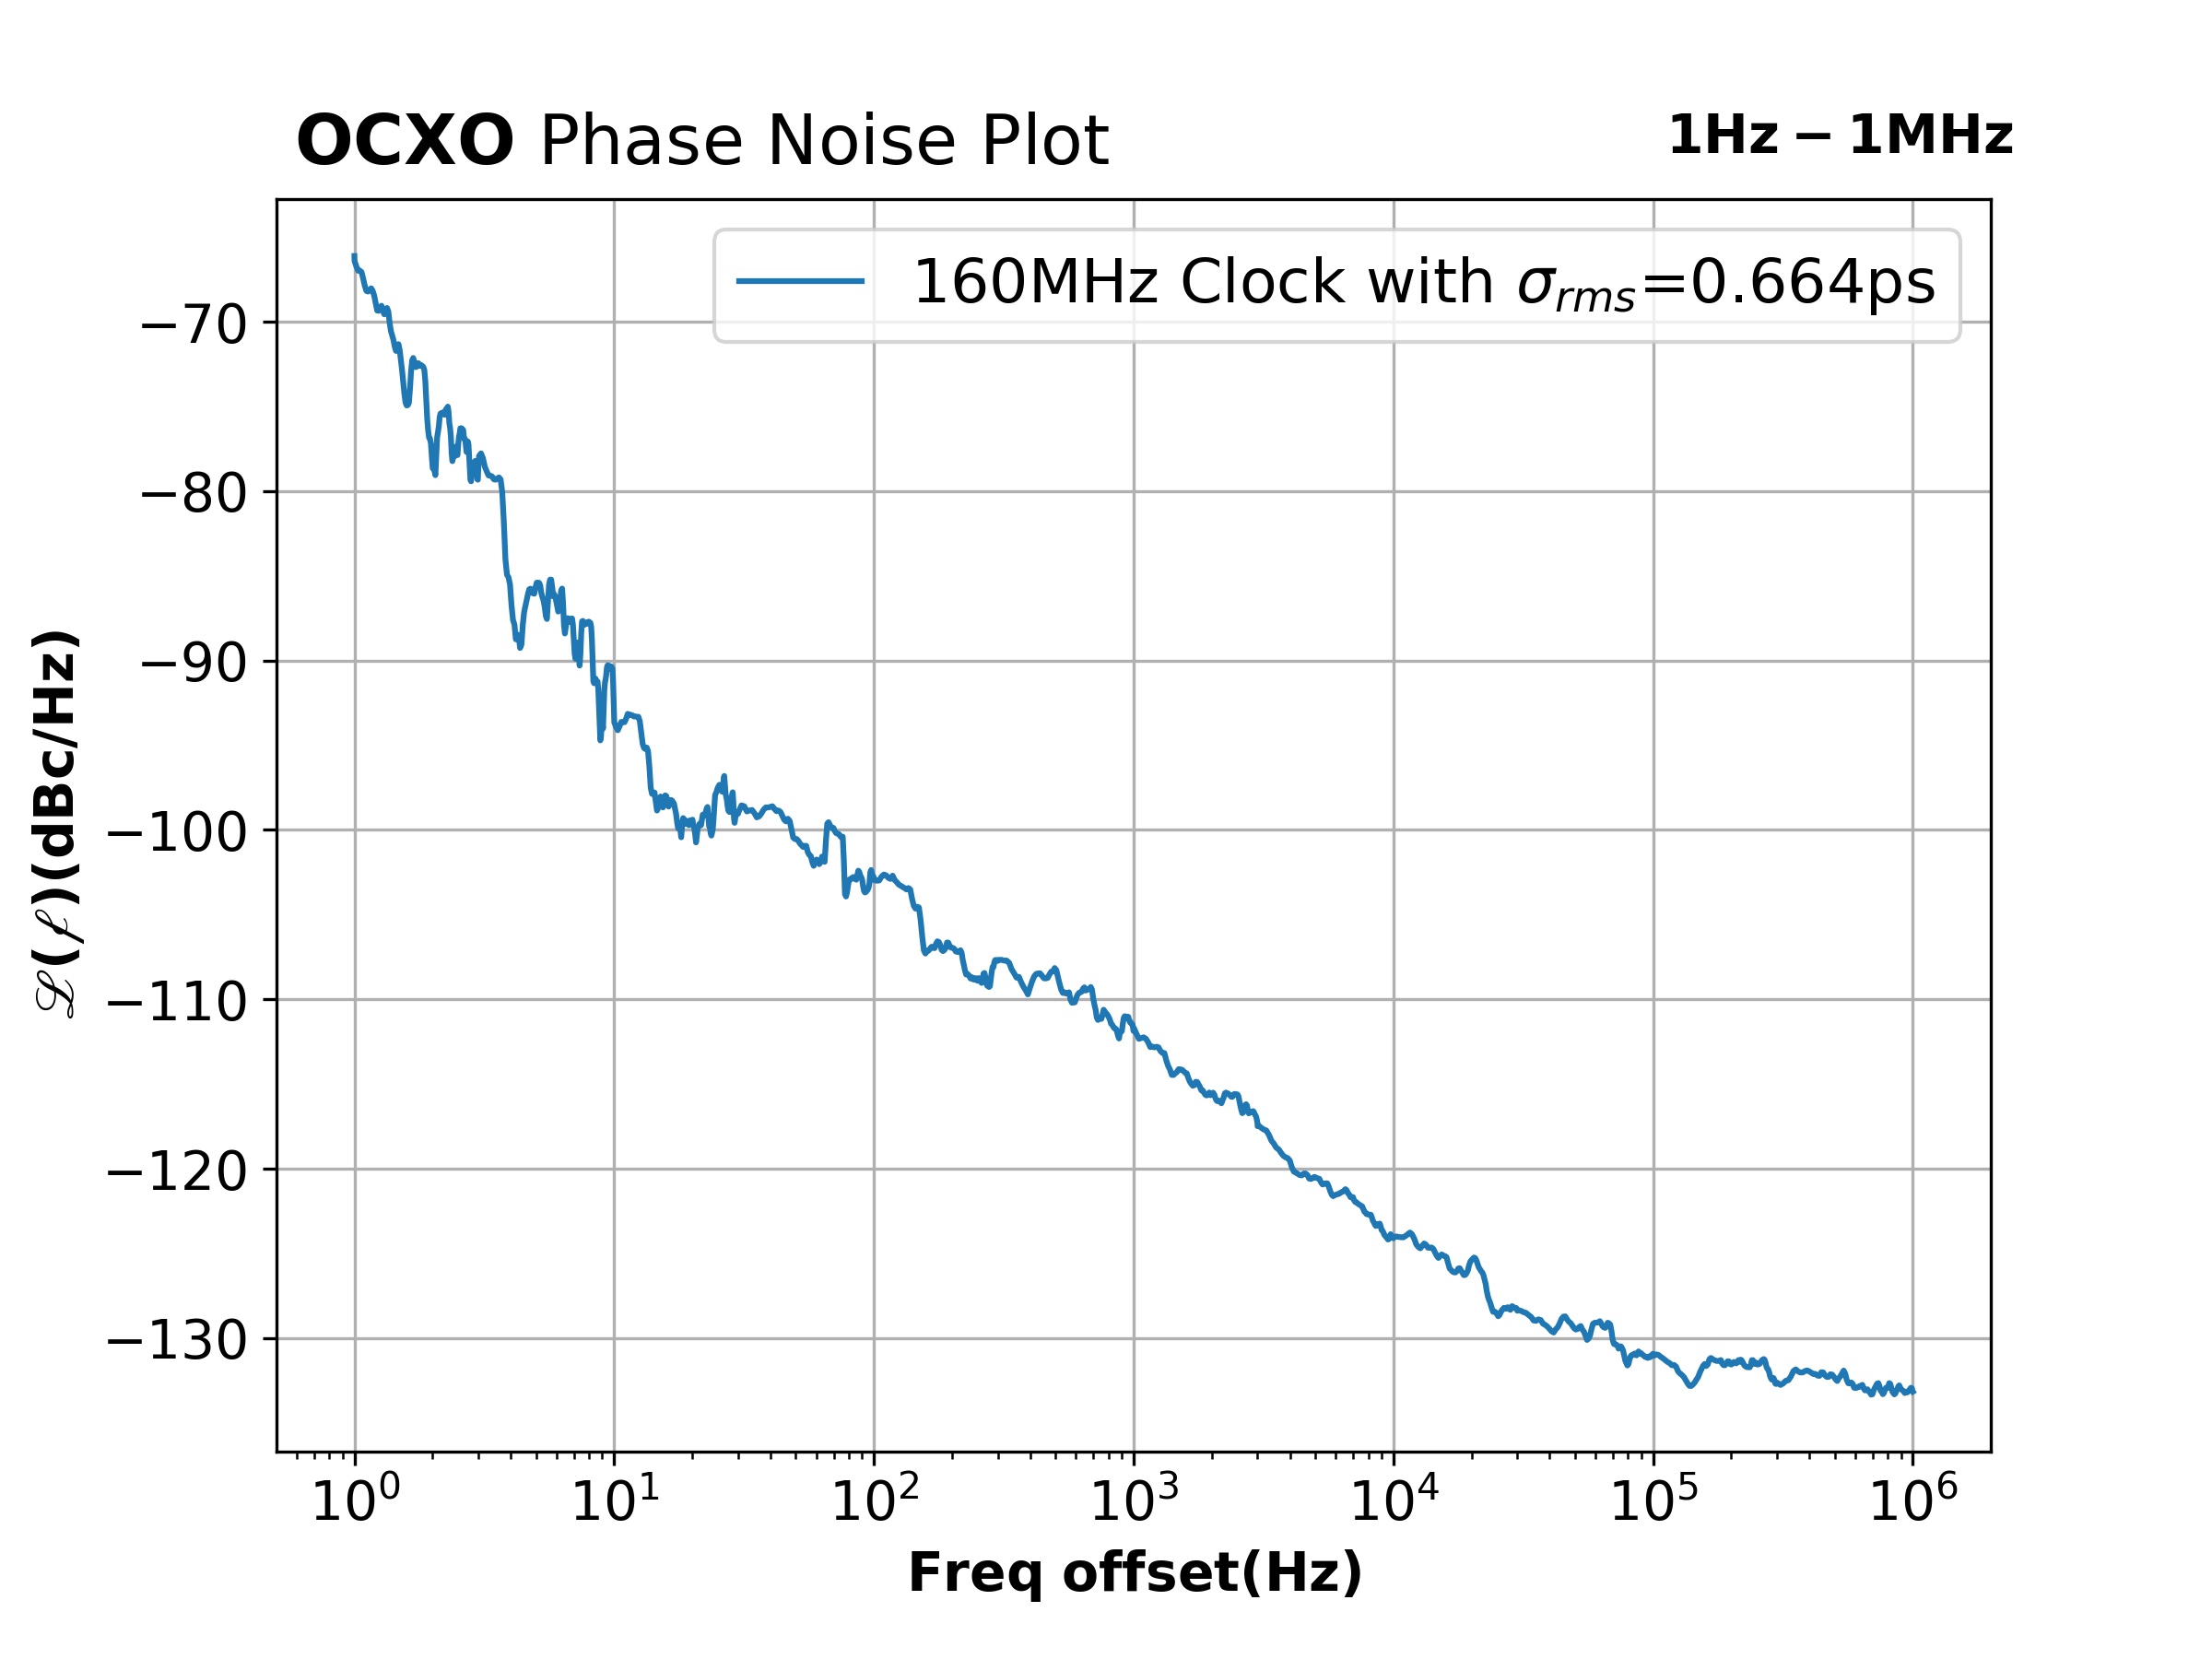 OCXO Phase Noise Plot
1Hz − 1MHz
160MHz Clock with σrms=0.664ps
ℒ(𝒻)(dBc/Hz)
−70
−80
−90
−100
−110
−120
−130
10⁰ 10¹ 10² 10³ 10⁴ 10⁵ 10⁶
Freq offset(Hz)